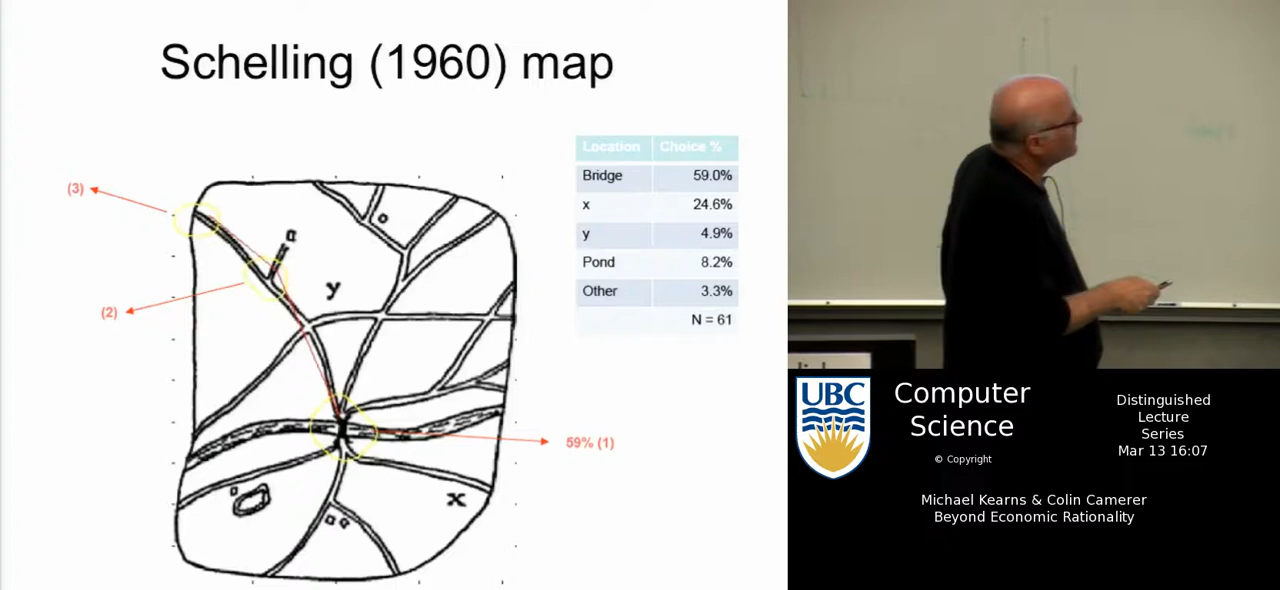 Schelling (1960) map
Location Choice %
Bridge 59.0%
x 24.6%
y 4.9%
Pond 8.2%
Other 3.3%
N = 61
(3)
(2)
y
59% (1)
x
UBC
Computer
Science
© Copyright
Distinguished
Lecture
Series
Mar 13 16:07
Michael Kearns & Colin Camerer
Beyond Economic Rationality